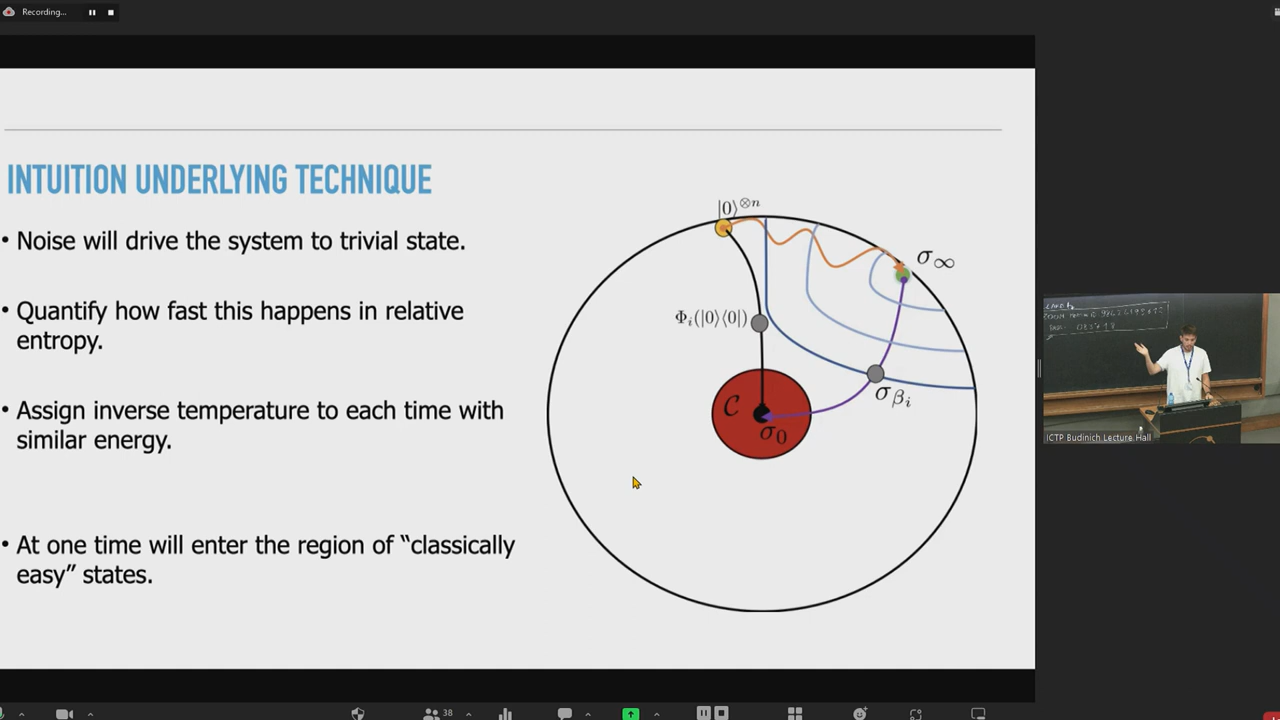 Recording...
INTUITION UNDERLYING TECHNIQUE
• Noise will drive the system to trivial state.
• Quantify how fast this happens in relative
entropy.
• Assign inverse temperature to each time with
similar energy.
• At one time will enter the region of “classically
easy” states.
|0⟩⊗n
σ∞
Φi(|0⟩⟨0|)
σβi
C
σ0
ICTP Budinich Lecture Hall
38